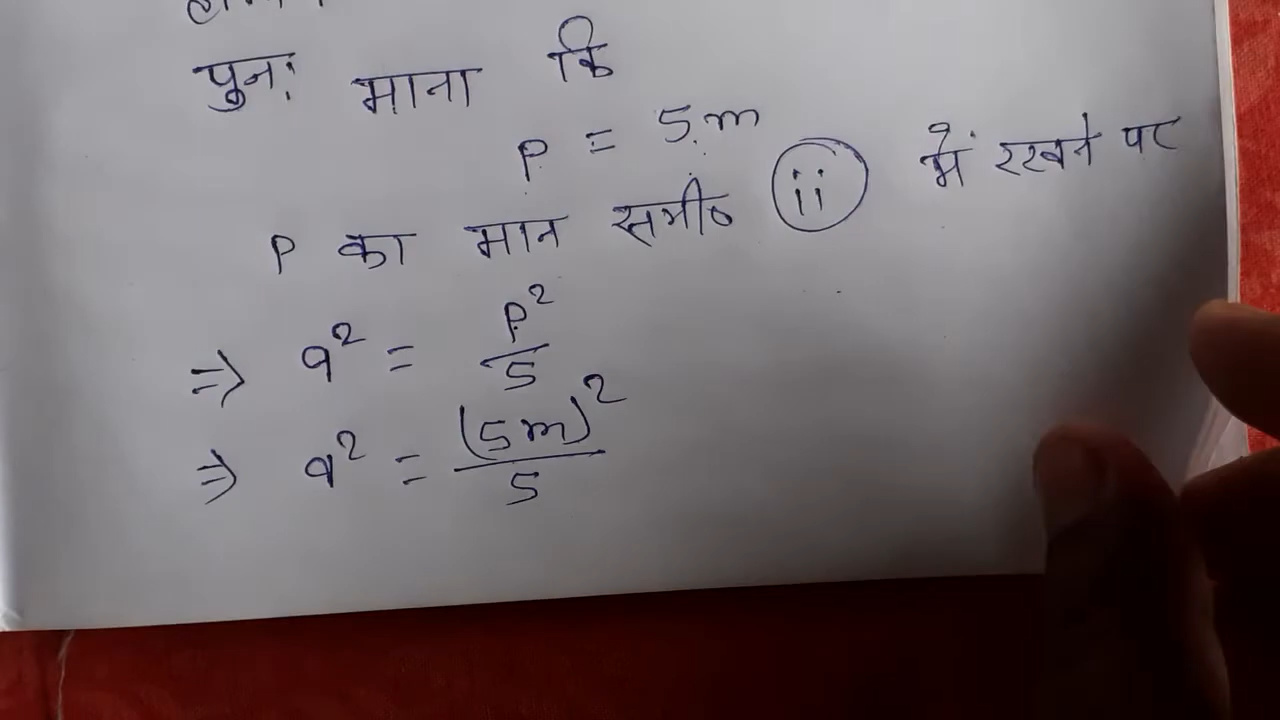 पुनः माना कि
P = 5m
P का मान समी० (ii) में रखने पर
⇒ q² = P²/5
⇒ q² = (5m)²/5